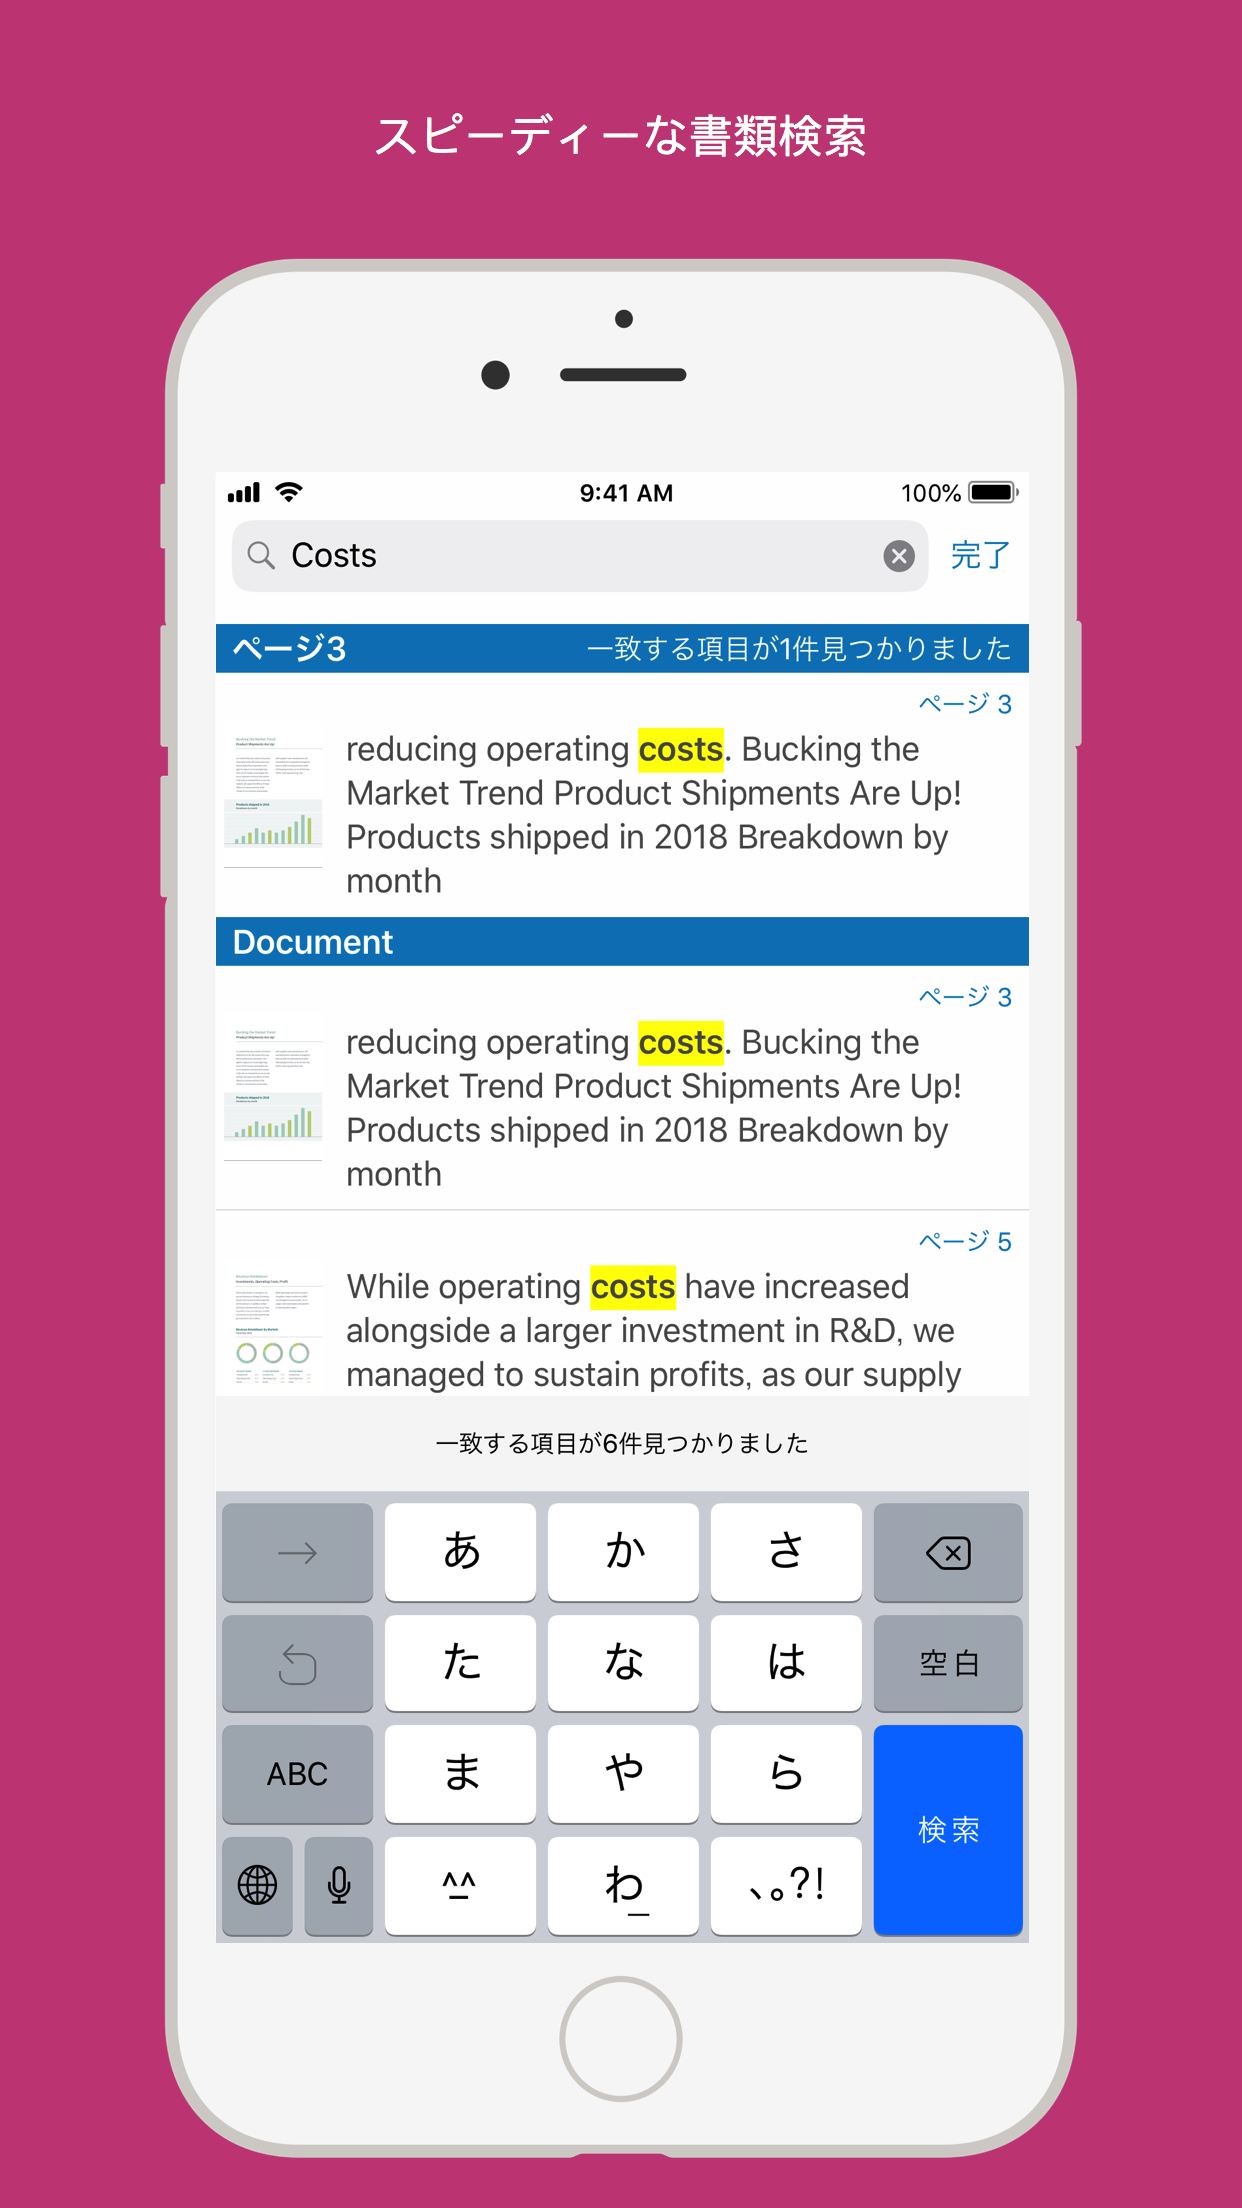 スピーディーな書類検索
9:41 AM
100%
Costs
完了
ページ3
一致する項目が1件見つかりました
ページ 3
reducing operating costs. Bucking the
Market Trend Product Shipments Are Up!
Products shipped in 2018 Breakdown by
month
Document
ページ 3
reducing operating costs. Bucking the
Market Trend Product Shipments Are Up!
Products shipped in 2018 Breakdown by
month
ページ 5
While operating costs have increased
alongside a larger investment in R&D, we
managed to sustain profits, as our supply
一致する項目が6件見つかりました
→ あ か さ
た な は 空白
ABC ま や ら 検索
^_^ わ_ 、。?!